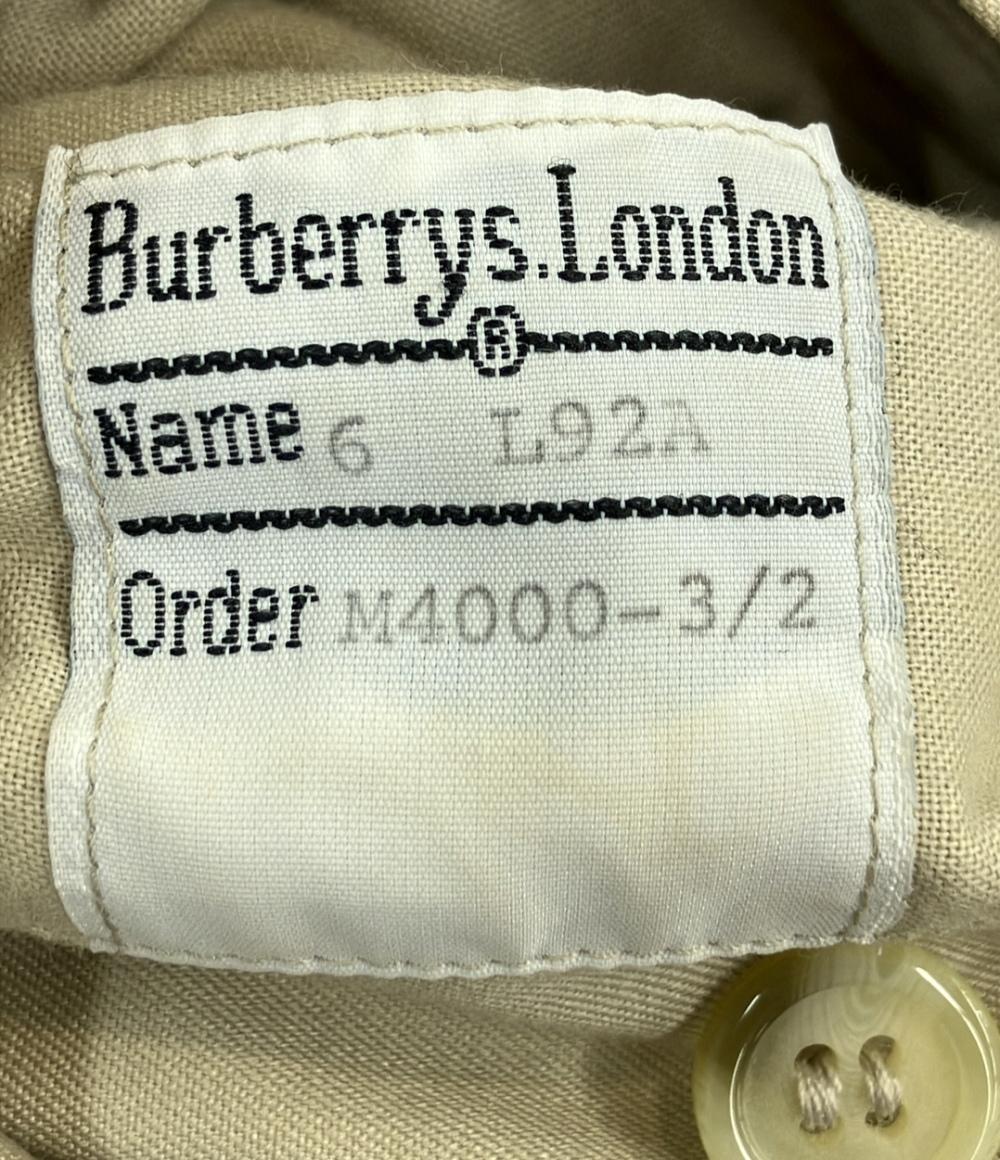 Burberrys.London
®
Name 6 L92A
Order M4000-3/2